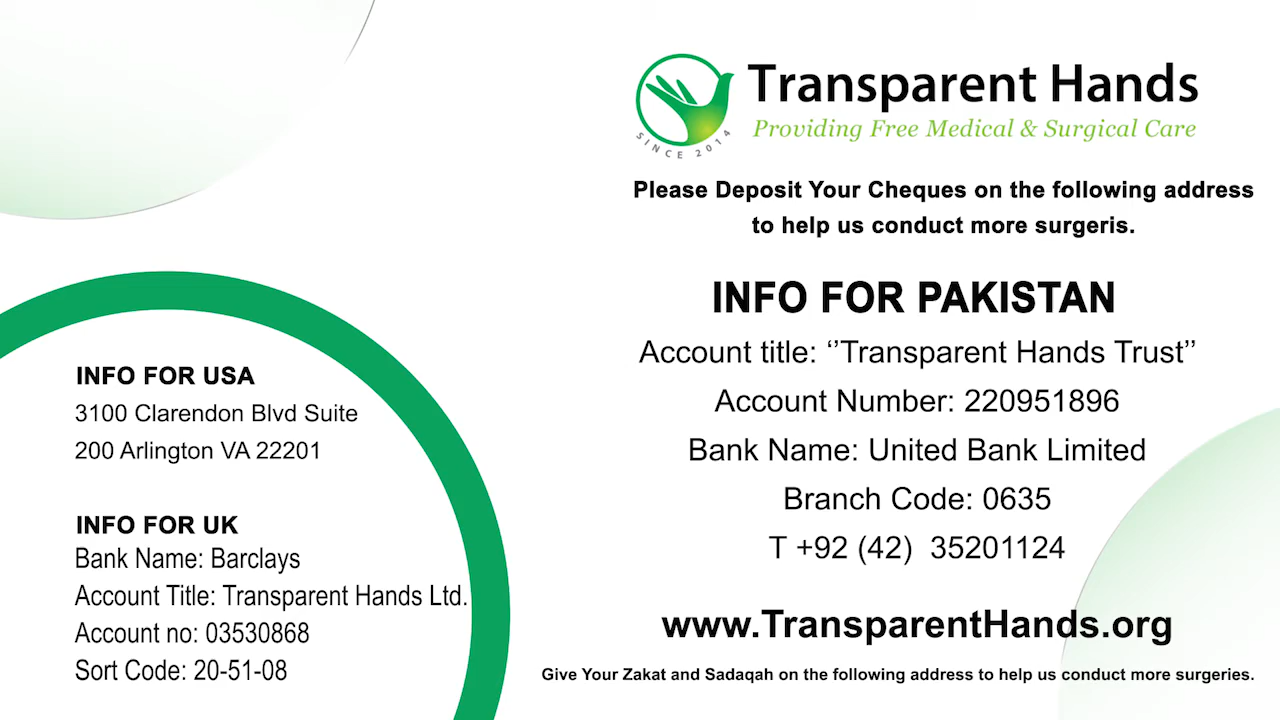 Transparent Hands
Providing Free Medical & Surgical Care
SINCE 2014
Please Deposit Your Cheques on the following address
to help us conduct more surgeris.
INFO FOR PAKISTAN
Account title: ‘’Transparent Hands Trust’’
Account Number: 220951896
Bank Name: United Bank Limited
Branch Code: 0635
T +92 (42)  35201124
www.TransparentHands.org
Give Your Zakat and Sadaqah on the following address to help us conduct more surgeries.
INFO FOR USA
3100 Clarendon Blvd Suite
200 Arlington VA 22201
INFO FOR UK
Bank Name: Barclays
Account Title: Transparent Hands Ltd.
Account no: 03530868
Sort Code: 20-51-08